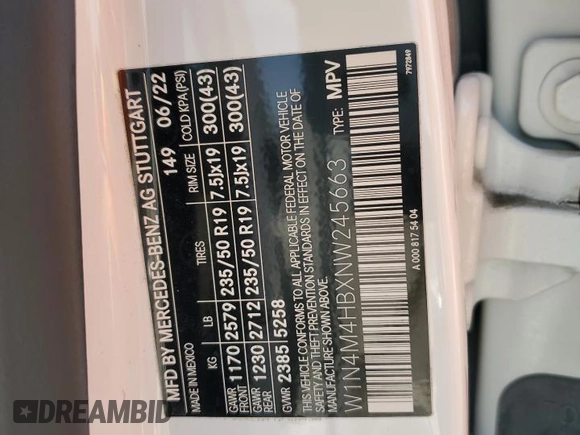 MFD BY MERCEDES-BENZ AG STUTTGART
MADE IN MEXICO 149 06/22
KG LB TIRES RIM SIZE COLD KPA (PSI)
GAWR FRONT 1170 2579 235/50 R19 7.5Jx19 300(43)
GAWR REAR 1230 2712 235/50 R19 7.5Jx19 300(43)
GVWR 2385 5258
THIS VEHICLE CONFORMS TO ALL APPLICABLE FEDERAL MOTOR VEHICLE
SAFETY AND THEFT PREVENTION STANDARDS IN EFFECT ON THE DATE OF
MANUFACTURE SHOWN ABOVE.
W1N4M4HBXNW245663 TYPE: MPV
A 000 817 54 04 7972849
DREAMBID